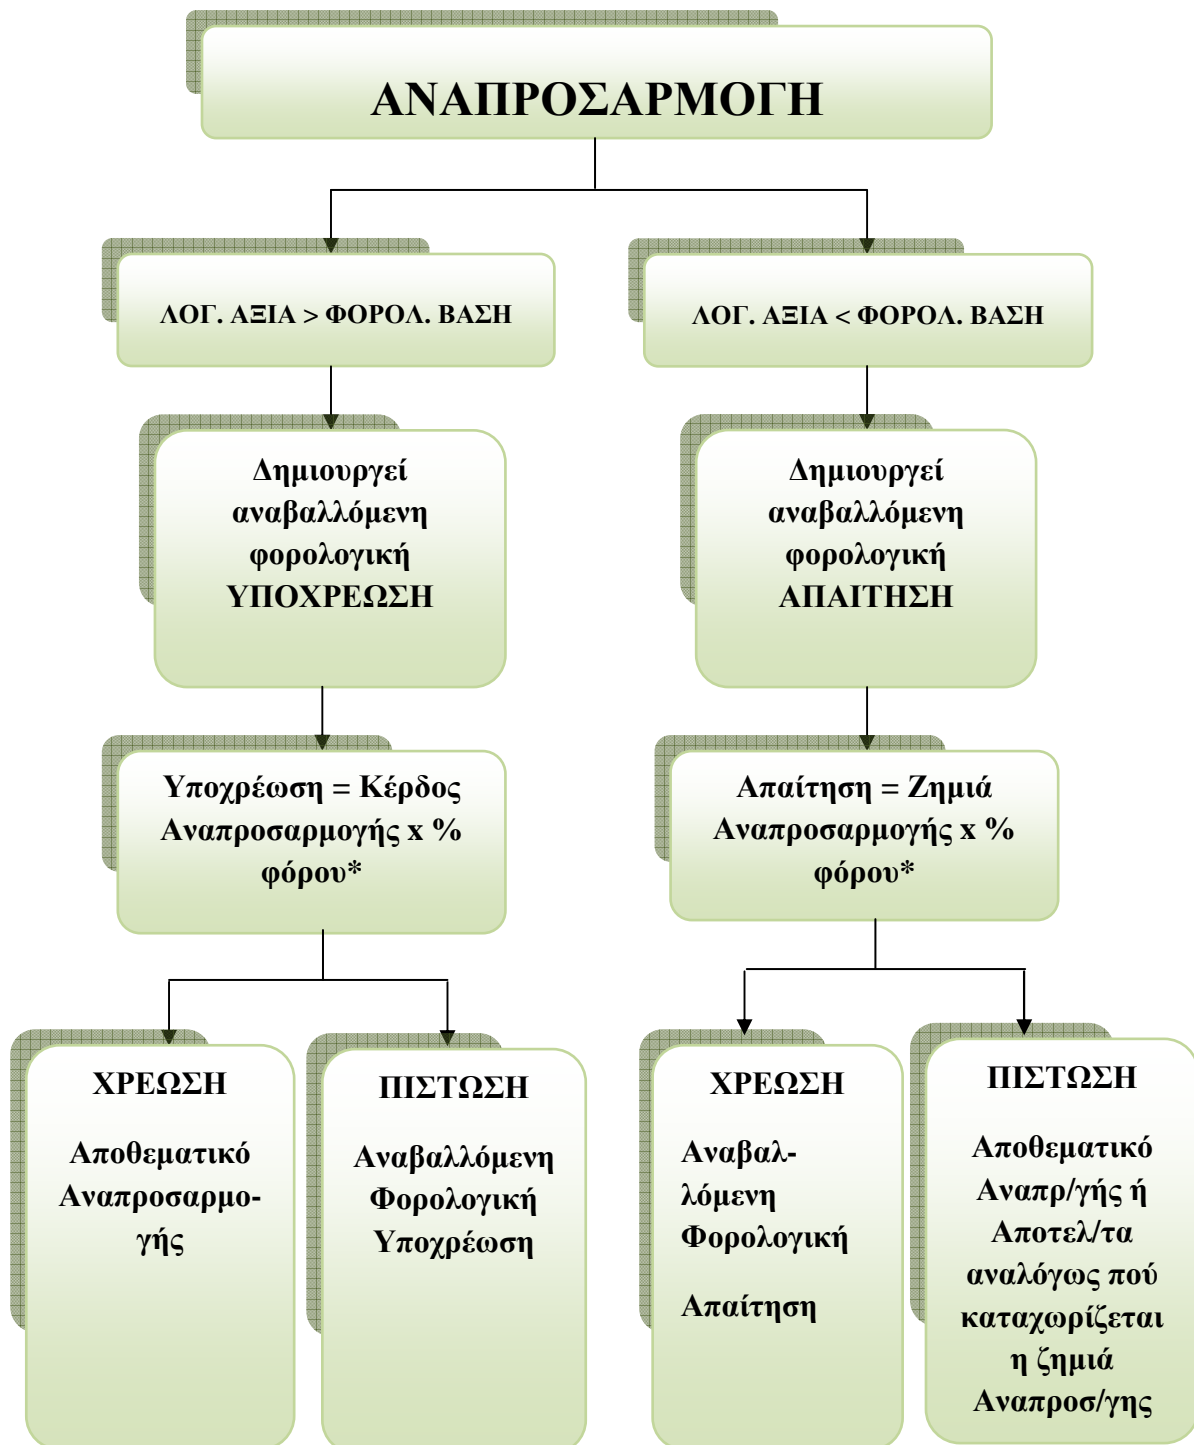 ΑΝΑΠΡΟΣΑΡΜΟΓΗ
ΛΟΓ. ΑΞΙΑ > ΦΟΡΟΛ. ΒΑΣΗ
ΛΟΓ. ΑΞΙΑ < ΦΟΡΟΛ. ΒΑΣΗ
Δημιουργεί
αναβαλλόμενη
φορολογική
ΥΠΟΧΡΕΩΣΗ
Δημιουργεί
αναβαλλόμενη
φορολογική
ΑΠΑΙΤΗΣΗ
Υποχρέωση = Κέρδος
Αναπροσαρμογής x %
φόρου*
Απαίτηση = Ζημιά
Αναπροσαρμογής x %
φόρου*
ΧΡΕΩΣΗ
Αποθεματικό
Αναπροσαρμο-
γής
ΠΙΣΤΩΣΗ
Αναβαλλόμενη
Φορολογική
Υποχρέωση
ΧΡΕΩΣΗ
Αναβαλ-
λόμενη
Φορολογική
Απαίτηση
ΠΙΣΤΩΣΗ
Αποθεματικό
Αναπρ/γής ή
Αποτελ/τα
αναλόγως πού
καταχωρίζεται
η ζημιά
Αναπροσ/γης